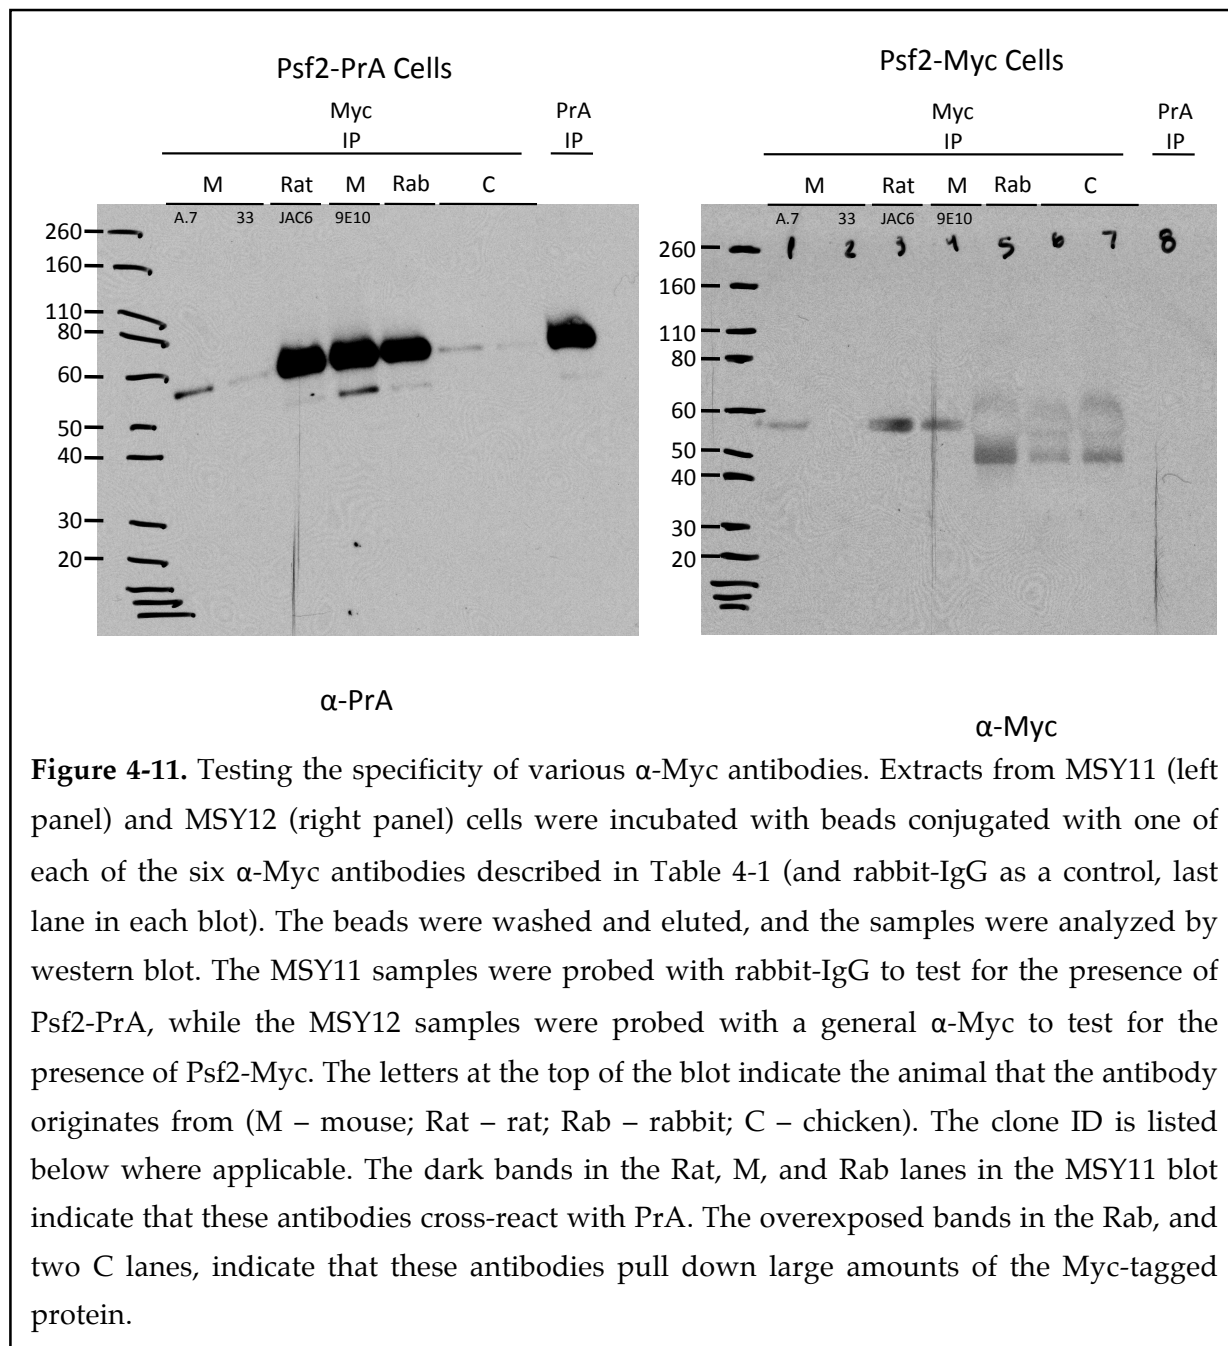 Psf2-PrA Cells
Psf2-Myc Cells
Myc
IP
PrA
IP
Myc
IP
PrA
IP
M
Rat
M
Rab
C
M
Rat
M
Rab
C
A.7
33
JAC6
9E10
A.7
33
JAC6
9E10
1 2 3 4 5 6 7 8
260
160
110
80
60
50
40
30
20
260
160
110
80
60
50
40
30
20
α-PrA
α-Myc
Figure 4-11. Testing the specificity of various α-Myc antibodies. Extracts from MSY11 (left
panel) and MSY12 (right panel) cells were incubated with beads conjugated with one of
each of the six α-Myc antibodies described in Table 4-1 (and rabbit-IgG as a control, last
lane in each blot). The beads were washed and eluted, and the samples were analyzed by
western blot. The MSY11 samples were probed with rabbit-IgG to test for the presence of
Psf2-PrA, while the MSY12 samples were probed with a general α-Myc to test for the
presence of Psf2-Myc. The letters at the top of the blot indicate the animal that the antibody
originates from (M – mouse; Rat – rat; Rab – rabbit; C – chicken). The clone ID is listed
below where applicable. The dark bands in the Rat, M, and Rab lanes in the MSY11 blot
indicate that these antibodies cross-react with PrA. The overexposed bands in the Rab, and
two C lanes, indicate that these antibodies pull down large amounts of the Myc-tagged
protein.